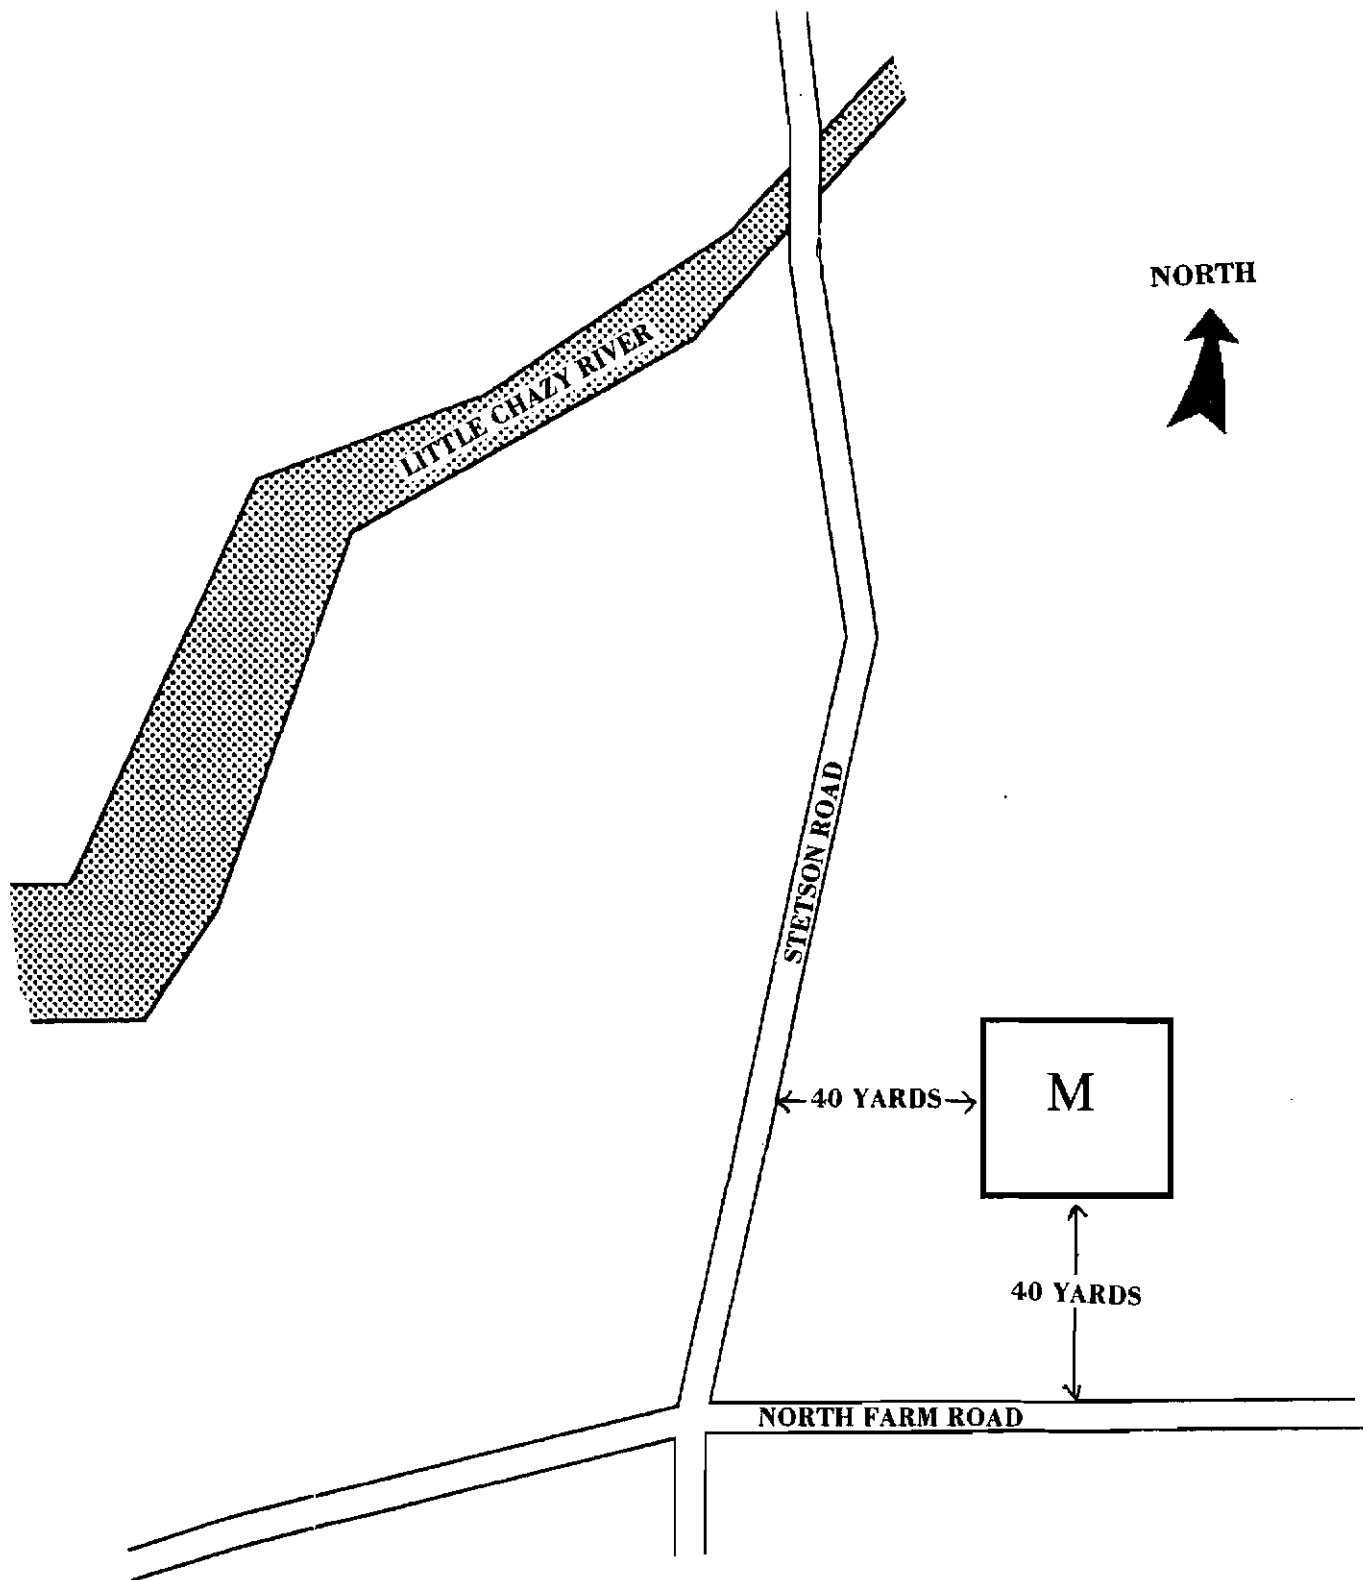 NORTH
LITTLE CHAZY RIVER
STETSON ROAD
M
40 YARDS
40 YARDS
NORTH FARM ROAD